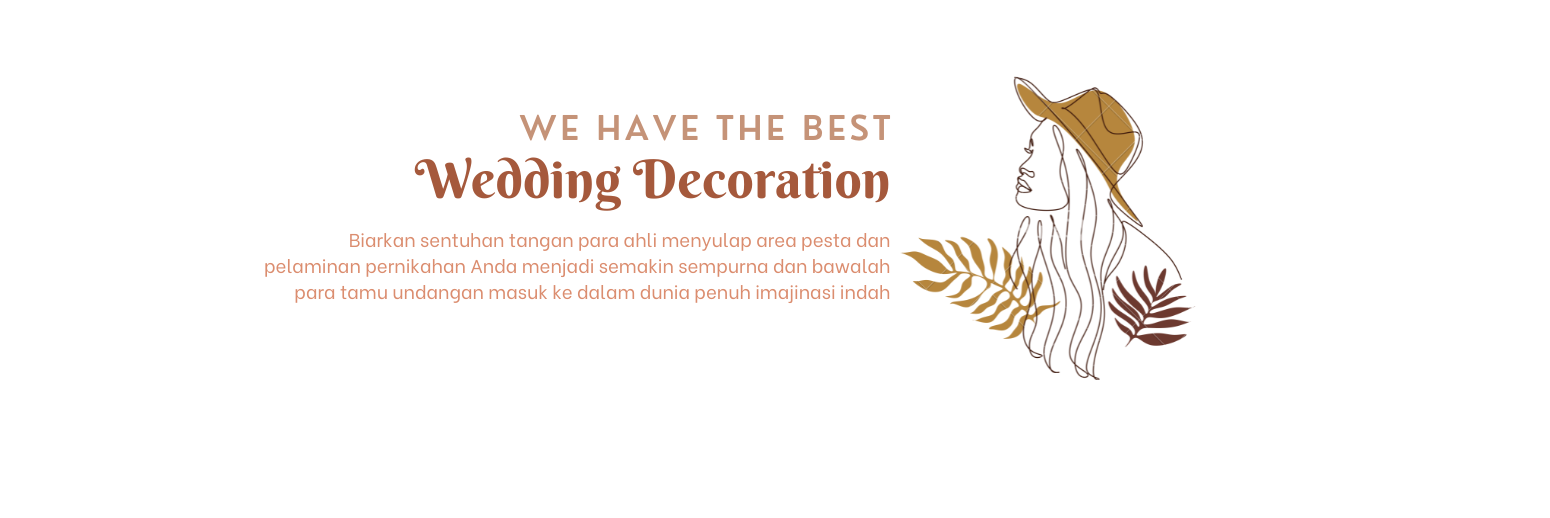 WE HAVE THE BEST
Wedding Decoration
Biarkan sentuhan tangan para ahli menyulap area pesta dan
pelaminan pernikahan Anda menjadi semakin sempurna dan bawalah
para tamu undangan masuk ke dalam dunia penuh imajinasi indah